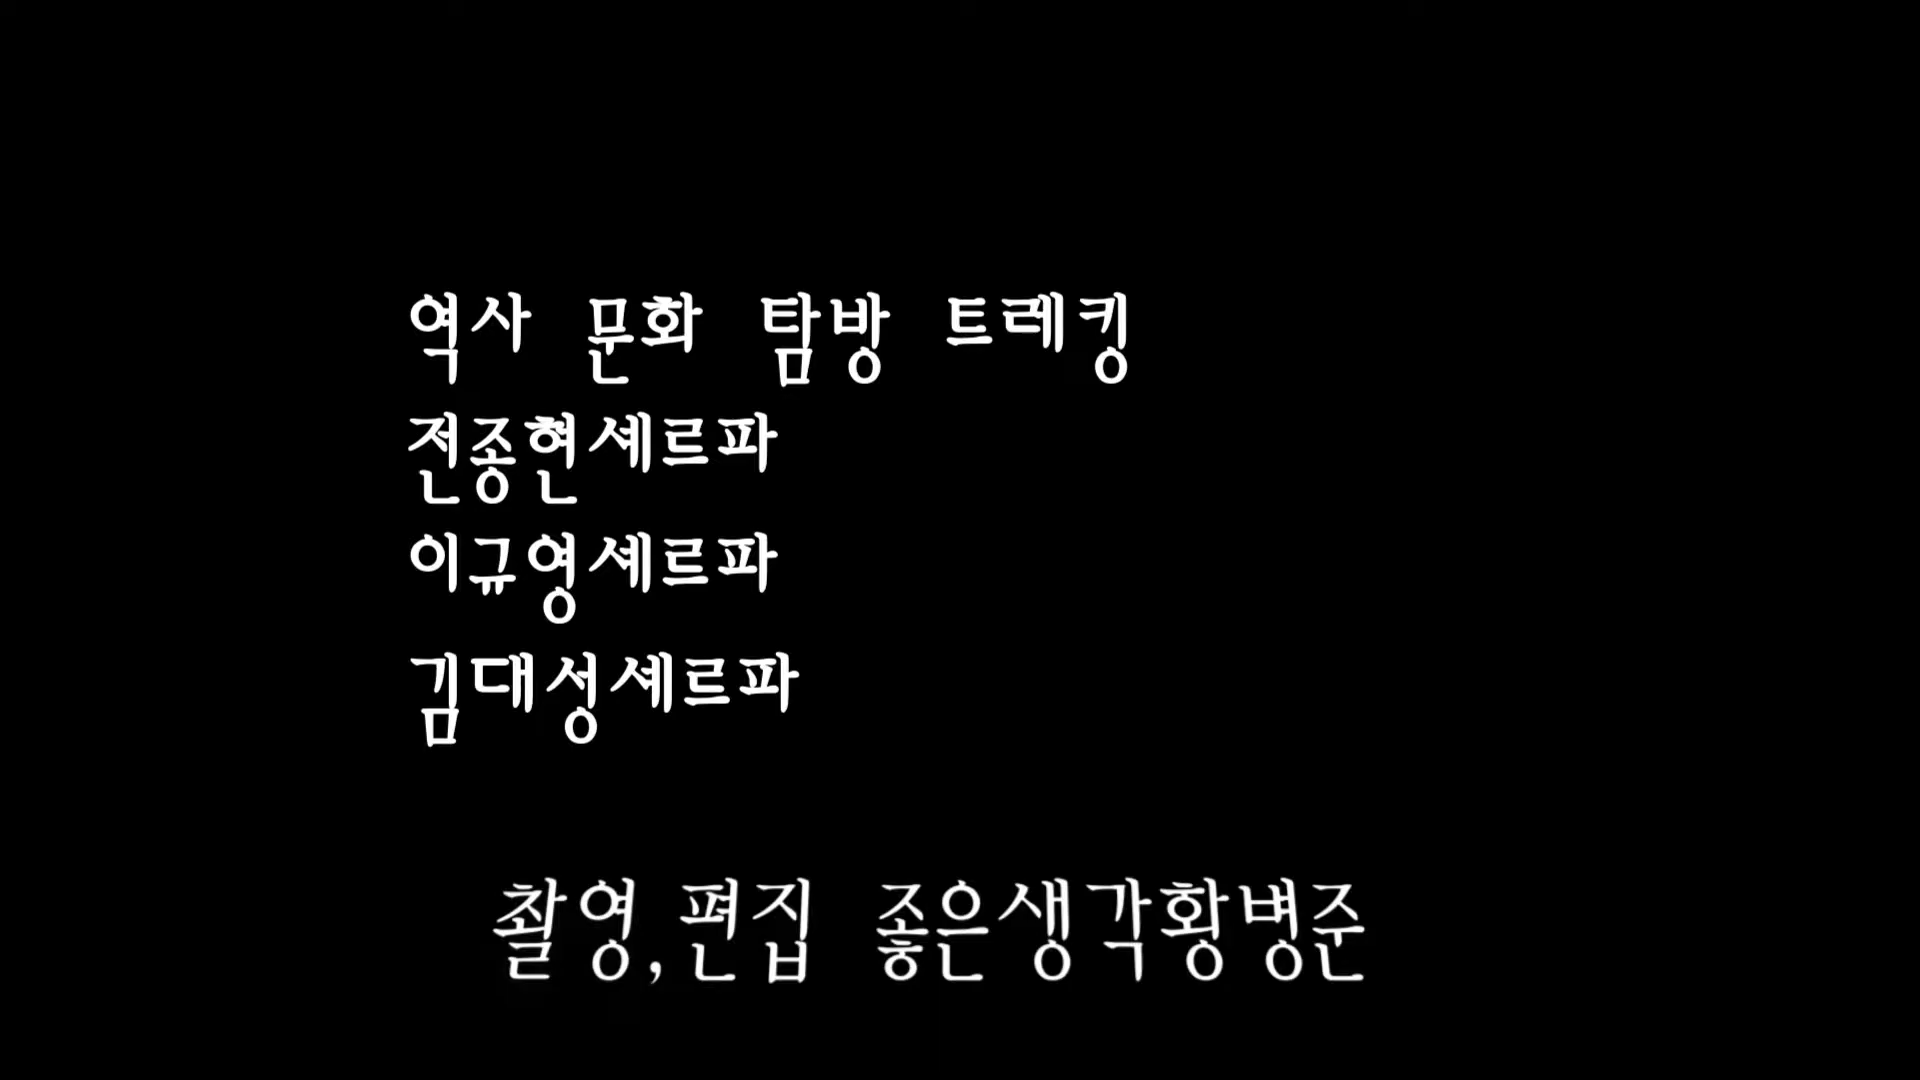 역사 문화 탐방 트레킹
전종현셰르파
이규영셰르파
김대성셰르파
촬영,편집 좋은생각황병준